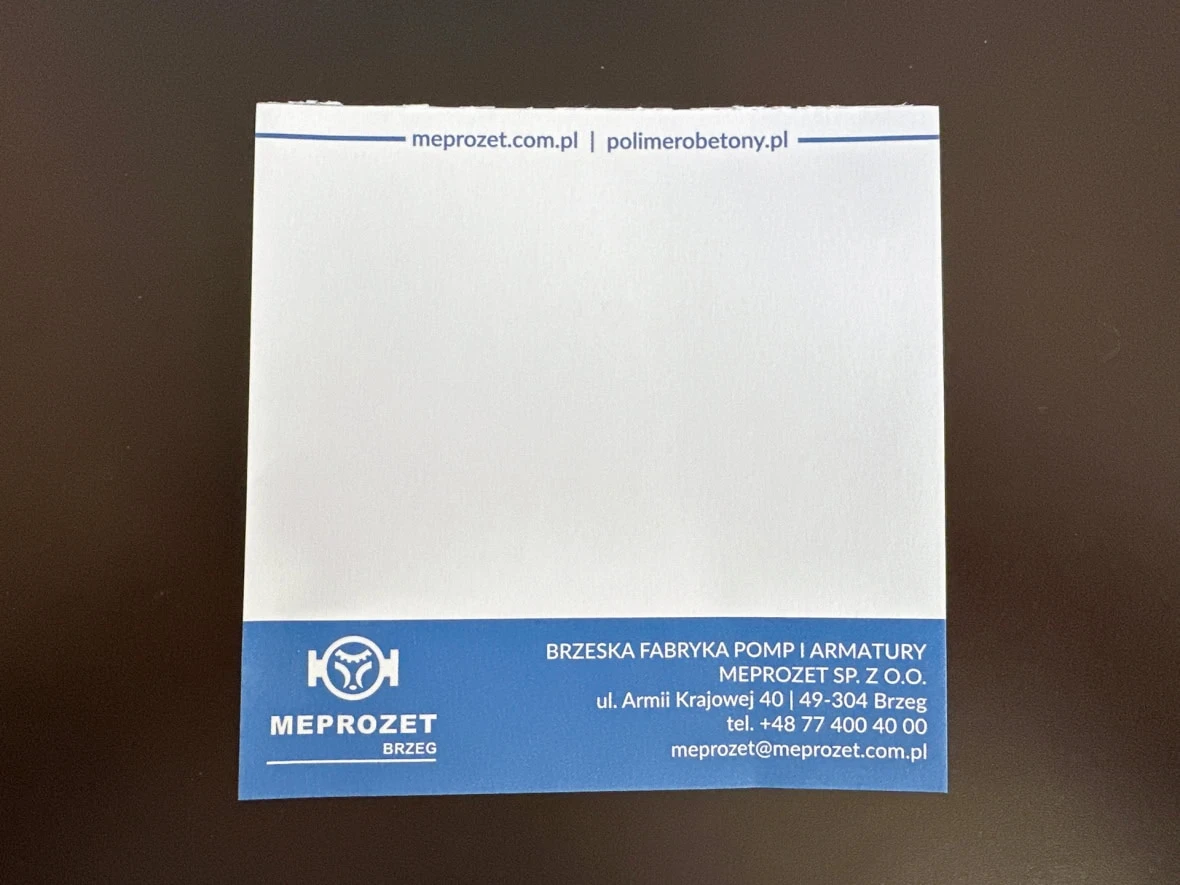 meprozet.com.pl | polimerobetony.pl
MEPROZET
BRZEG
BRZESKA FABRYKA POMP I ARMATURY
MEPROZET SP. Z O.O.
ul. Armii Krajowej 40 | 49-304 Brzeg
tel. +48 77 400 40 00
meprozet@meprozet.com.pl